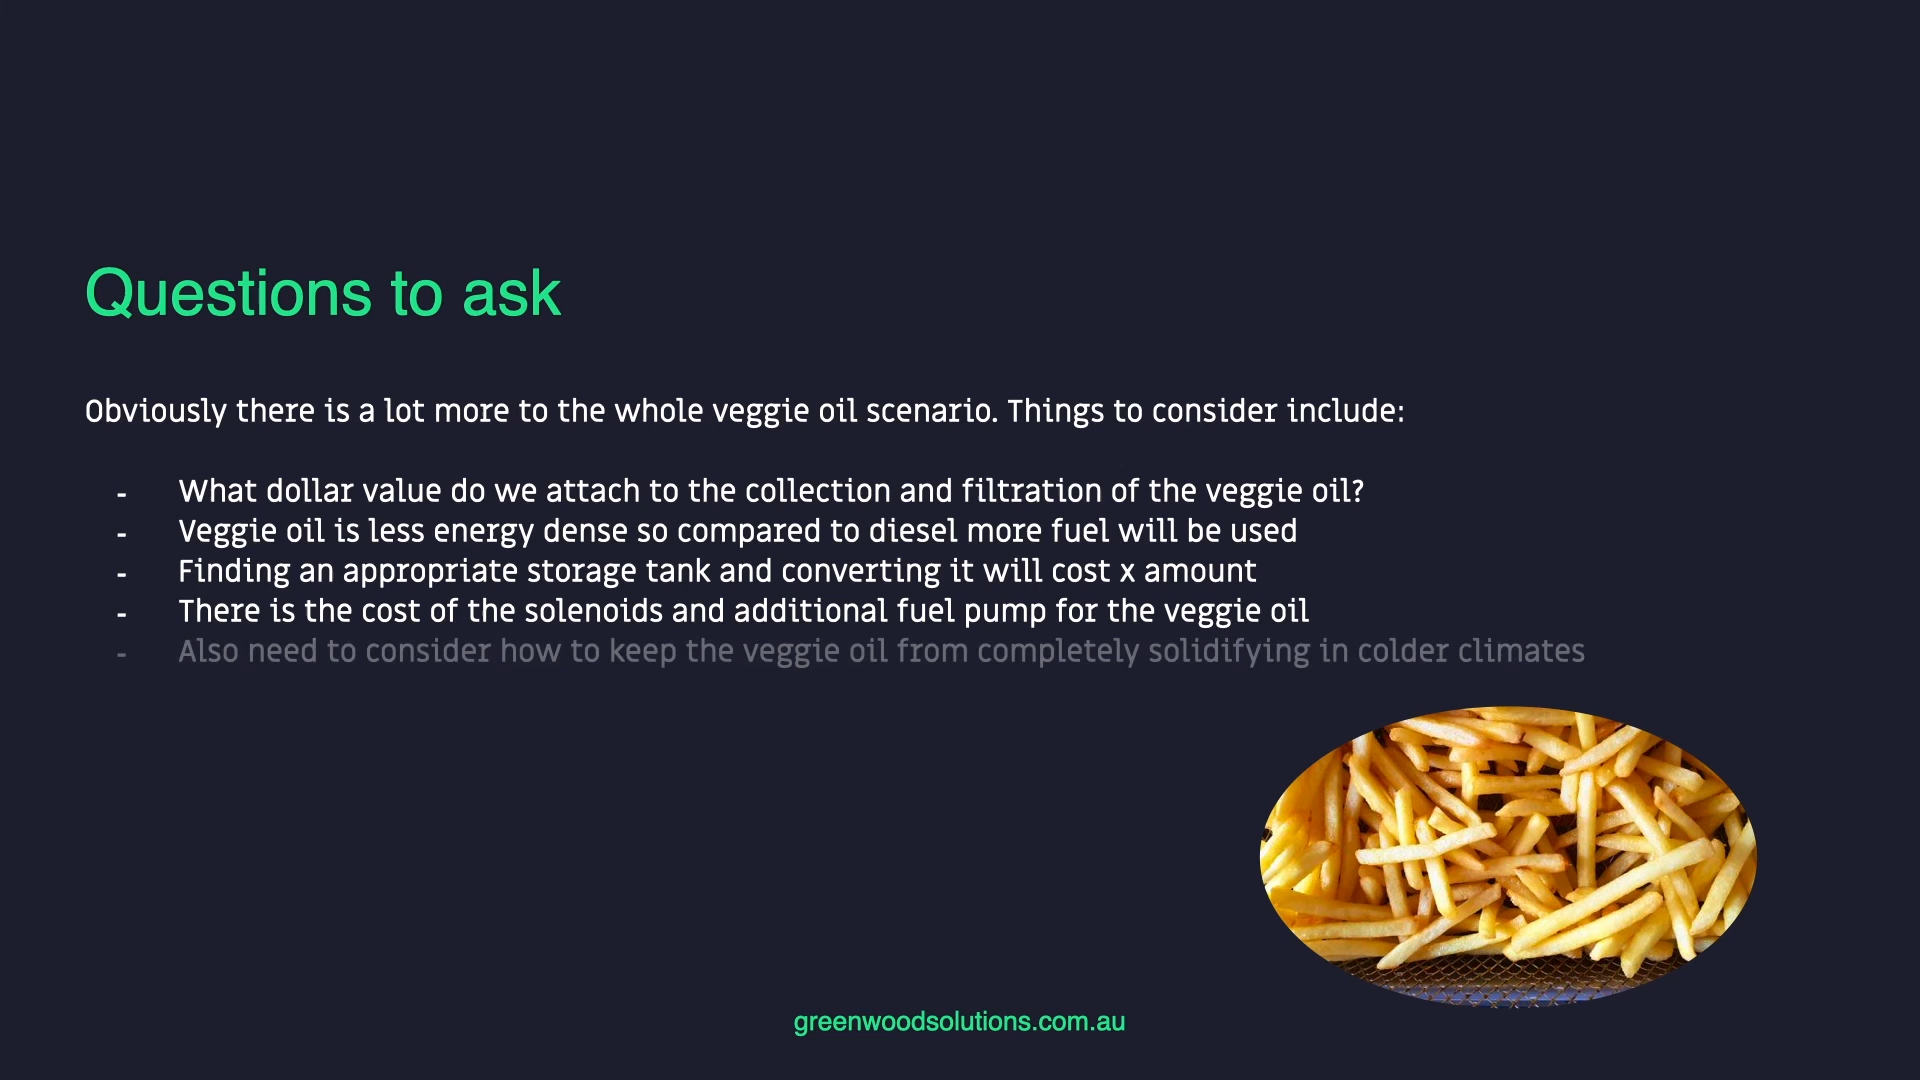 Questions to ask
Obviously there is a lot more to the whole veggie oil scenario. Things to consider include:
- What dollar value do we attach to the collection and filtration of the veggie oil?
- Veggie oil is less energy dense so compared to diesel more fuel will be used
- Finding an appropriate storage tank and converting it will cost x amount
- There is the cost of the solenoids and additional fuel pump for the veggie oil
- Also need to consider how to keep the veggie oil from completely solidifying in colder climates
greenwoodsolutions.com.au